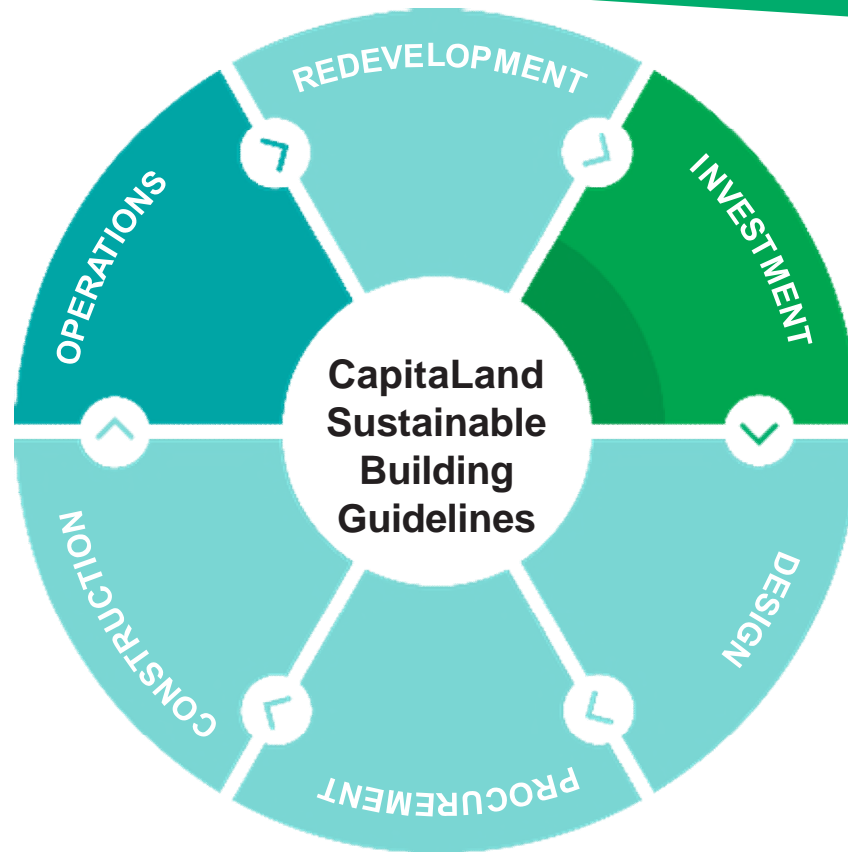 REDEVELOPMENT
INVESTMENT
DESIGN
PROCUREMENT
CONSTRUCTION
OPERATIONS
CapitaLand
Sustainable
Building
Guidelines